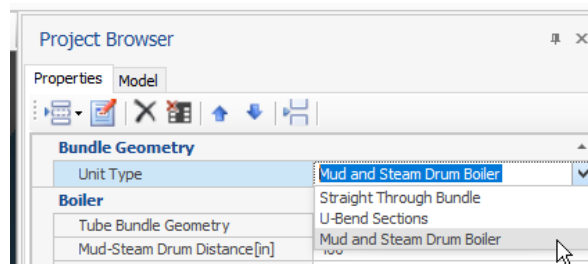 Project Browser
Properties Model
Bundle Geometry
Unit Type Mud and Steam Drum Boiler
Straight Through Bundle
Boiler
U-Bend Sections
Tube Bundle Geometry
Mud and Steam Drum Boiler
Mud-Steam Drum Distance[in]